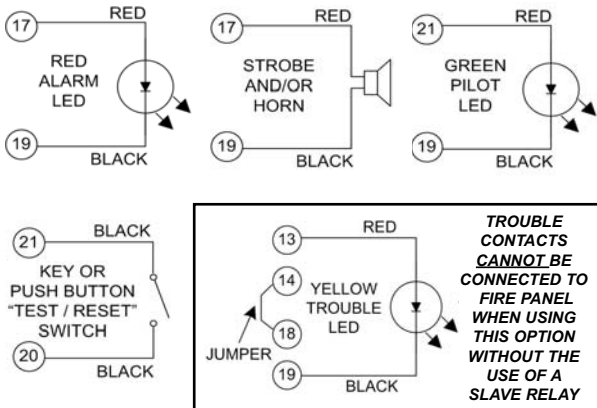 17
RED
RED
ALARM
LED
19
BLACK
17
RED
STROBE
AND/OR
HORN
19
BLACK
21
RED
GREEN
PILOT
LED
19
BLACK
21
BLACK
KEY OR
PUSH BUTTON
“TEST / RESET”
SWITCH
20
BLACK
13
RED
14
YELLOW
TROUBLE
LED
18
JUMPER
19
BLACK
TROUBLE
CONTACTS
CANNOT BE
CONNECTED TO
FIRE PANEL
WHEN USING
THIS OPTION
WITHOUT THE
USE OF A
SLAVE RELAY